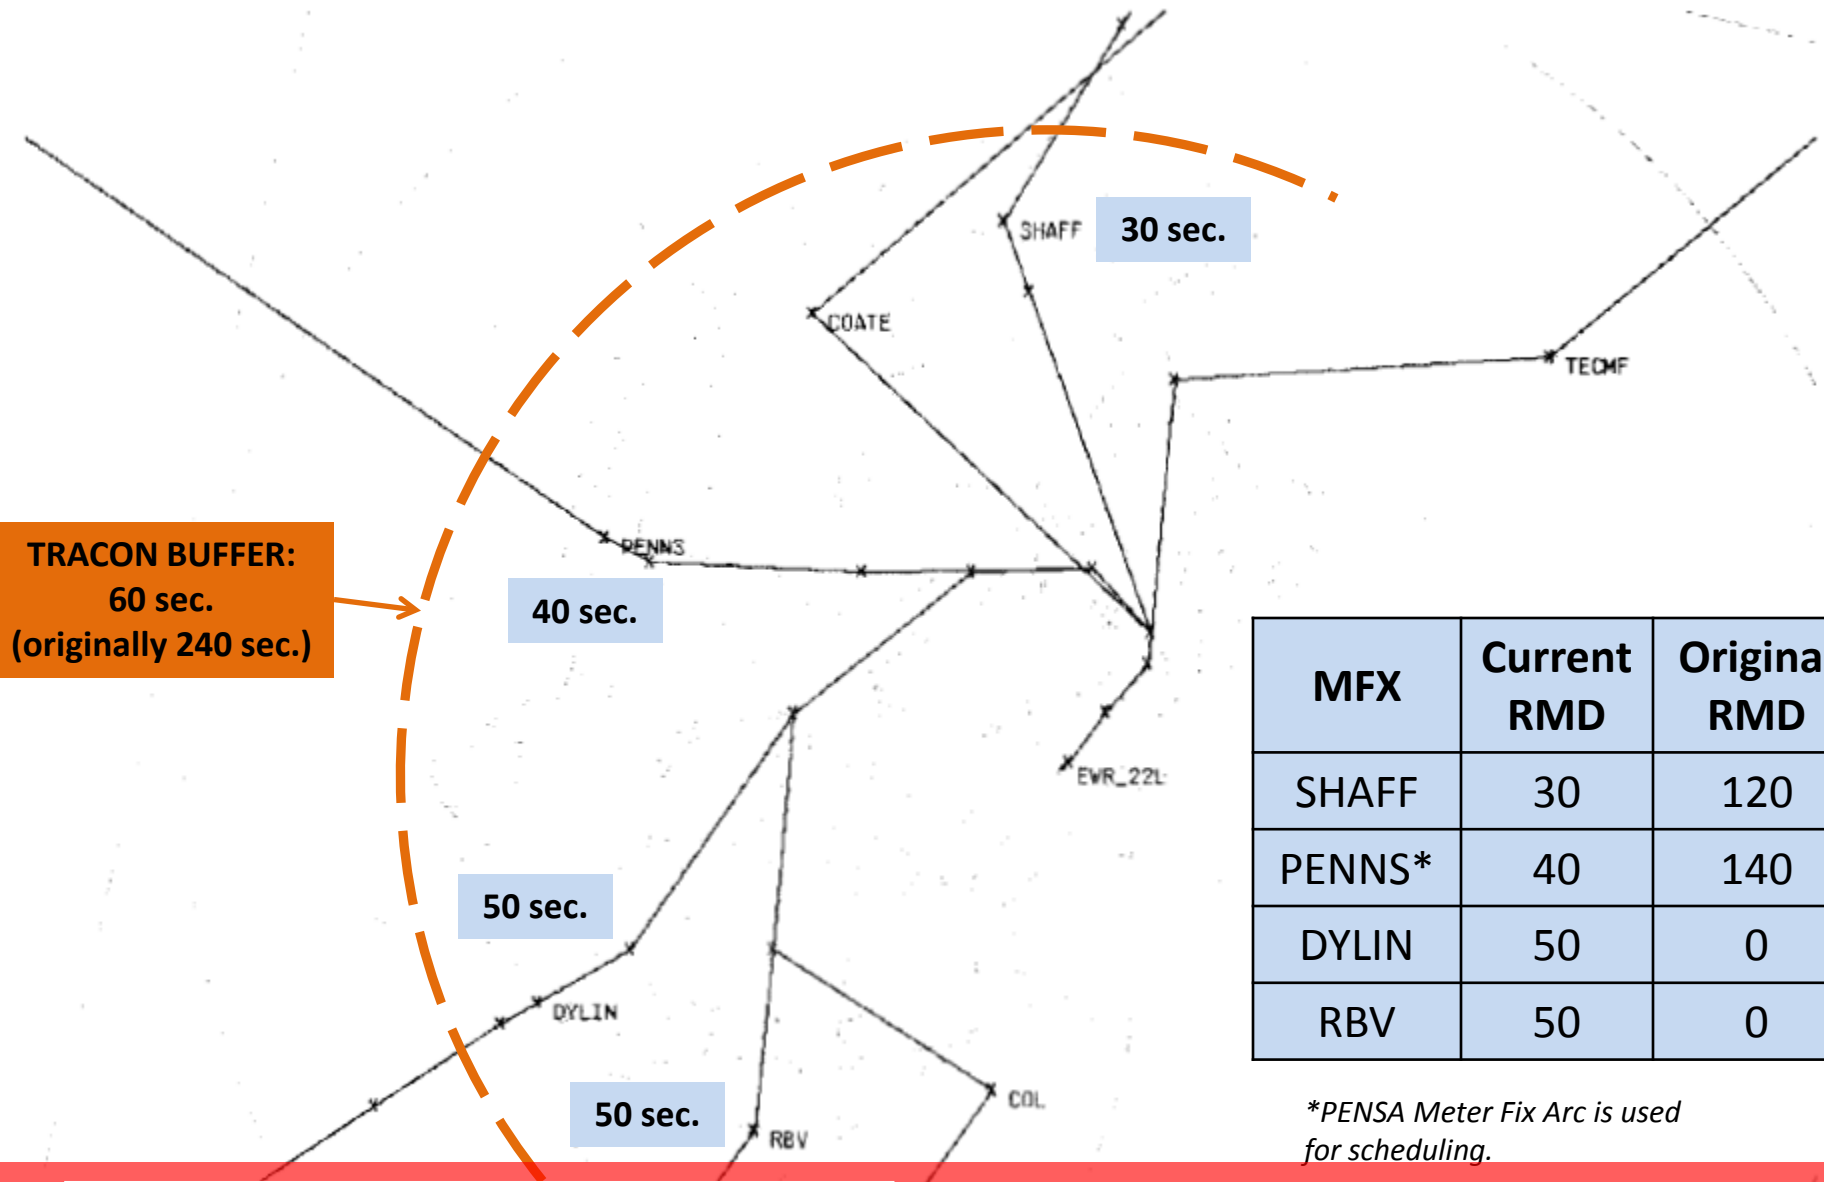 SHAFF
30 sec.
COATE
TECMF
PENNS
TRACON BUFFER:
60 sec.
(originally 240 sec.)
40 sec.
EWR_22L
MFX
Current
RMD
Origina
RMD
SHAFF
30
120
PENNS*
40
140
DYLIN
50
0
RBV
50
0
50 sec.
DYLIN
50 sec.
RBV
COL
*PENSA Meter Fix Arc is used
for scheduling.